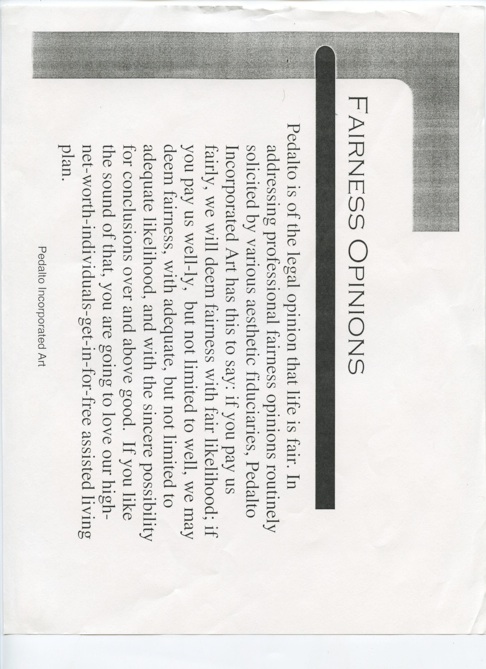 FAIRNESS OPINIONS
Pedalto is of the legal opinion that life is fair. In
addressing professional fairness opinions routinely
solicited by various aesthetic fiduciaries, Pedalto
Incorporated Art has this to say: if you pay us
fairly, we will deem fairness with fair likelihood; if
you pay us well-ly, but not limited to well, we may
deem fairness, with adequate, but not limited to
adequate likelihood, and with the sincere possibility
for conclusions over and above good. If you like
the sound of that, you are going to love our high-
net-worth-individuals-get-in-for-free assisted living
plan.
Pedalto Incorporated Art